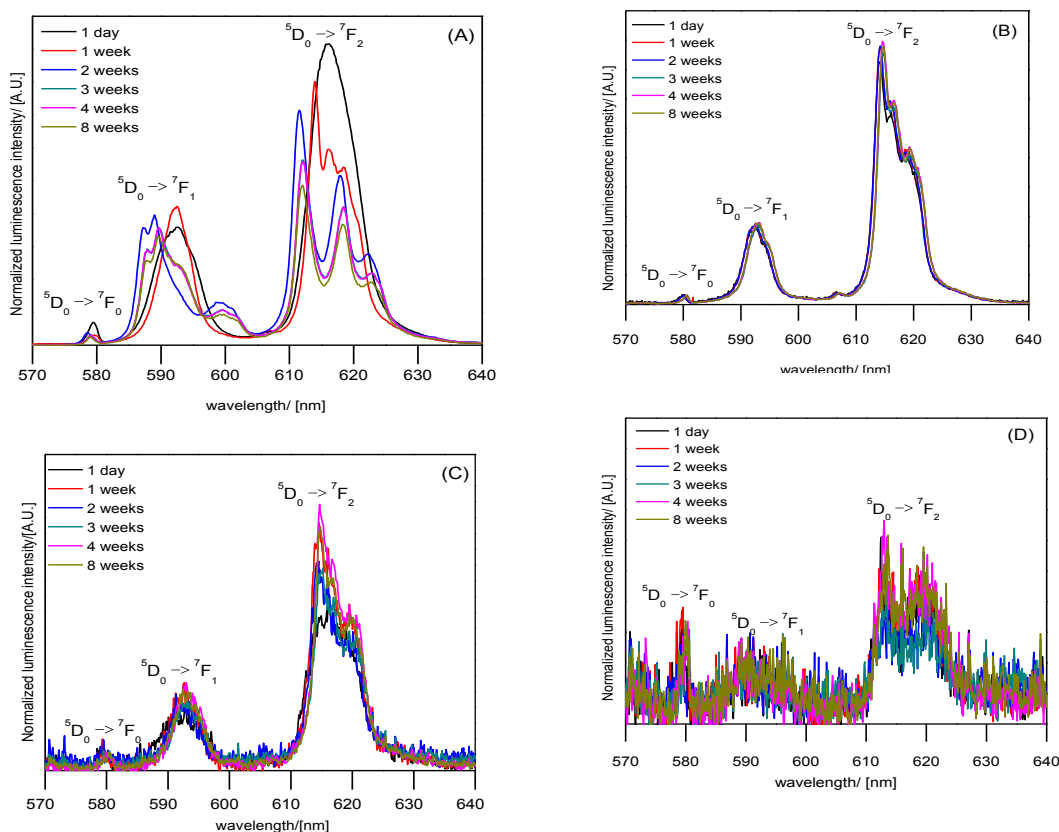 (A)
1 day
1 week
2 weeks
3 weeks
4 weeks
8 weeks
⁵D₀ –> ⁷F₂
⁵D₀ –> ⁷F₁
⁵D₀ –> ⁷F₀
Normalized luminescence intensity/[A.U.]
570 580 590 600 610 620 630 640
wavelength/ [nm]
(B)
1 day
1 week
2 weeks
3 weeks
4 weeks
8 weeks
⁵D₀ –> ⁷F₂
⁵D₀ –> ⁷F₁
⁵D₀ –> ⁷F₀
Normalized luminescence intensity/ [A.U.]
570 580 590 600 610 620 630 640
wavelength/ [nm]
(C)
1 day
1 week
2 weeks
3 weeks
4 weeks
8 weeks
⁵D₀ –> ⁷F₂
⁵D₀ –> ⁷F₁
⁵D₀ –> ⁷F₀
Normalized luminescence intensity/[A.U.]
570 580 590 600 610 620 630 640
wavelength/[nm]
(D)
1 day
1 week
2 weeks
3 weeks
4 weeks
8 weeks
⁵D₀ –> ⁷F₂
⁵D₀ –> ⁷F₀
⁵D₀ –> ⁷F₁
Normalized luminescence intensity/ [A.U.]
570 580 590 600 610 620 630 640
wavelength/ [nm]